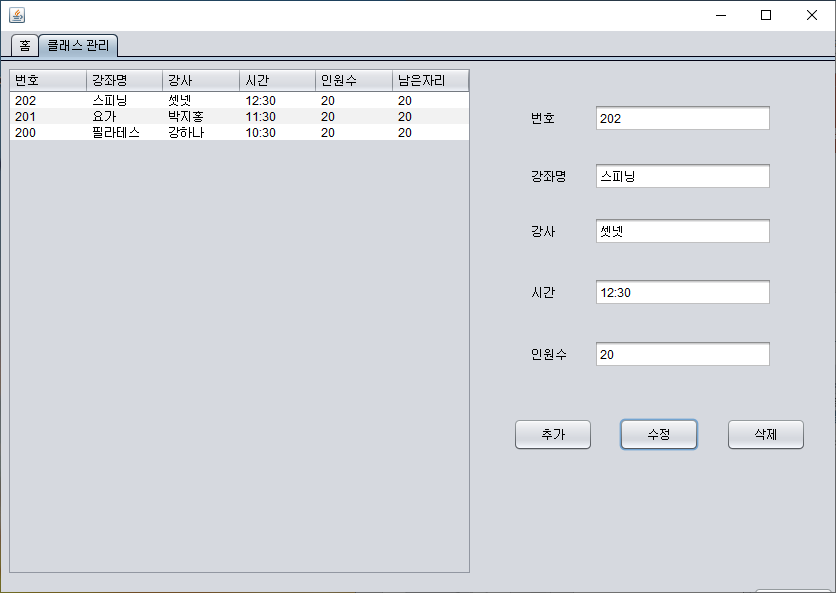 홈 클래스 관리
번호 강좌명 강사 시간 인원수 남은자리
202 스피닝 셋넷 12:30 20 20
201 요가 박지홍 11:30 20 20
200 필라테스 강하나 10:30 20 20
번호 202
강좌명 스피닝
강사 셋넷
시간 12:30
인원수 20
추가 수정 삭제